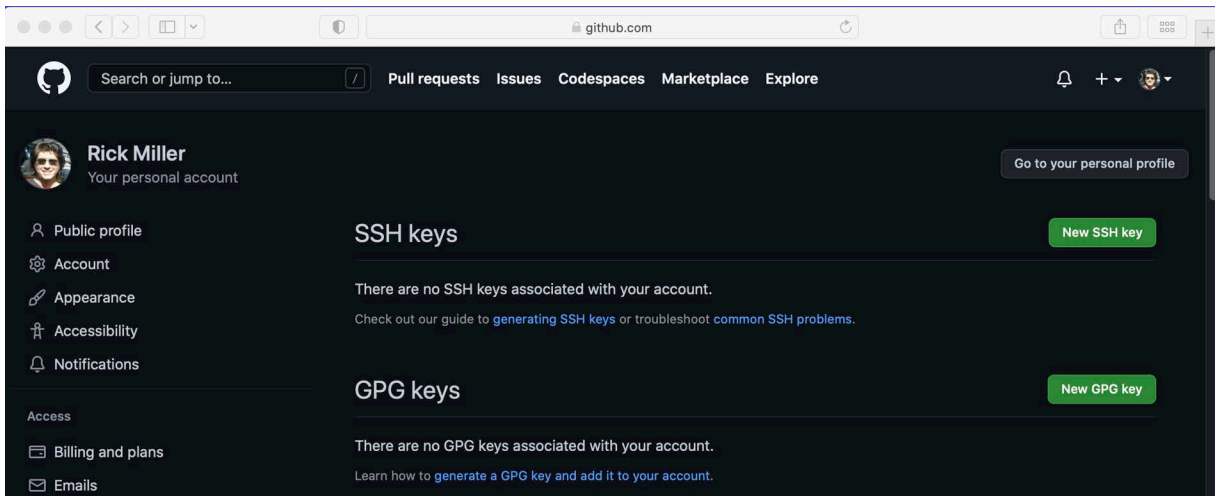 github.com
Search or jump to... / Pull requests Issues Codespaces Marketplace Explore
Rick Miller
Your personal account
Go to your personal profile
Public profile
Account
Appearance
Accessibility
Notifications
Access
Billing and plans
Emails
SSH keys
New SSH key
There are no SSH keys associated with your account.
Check out our guide to generating SSH keys or troubleshoot common SSH problems.
GPG keys
New GPG key
There are no GPG keys associated with your account.
Learn how to generate a GPG key and add it to your account.